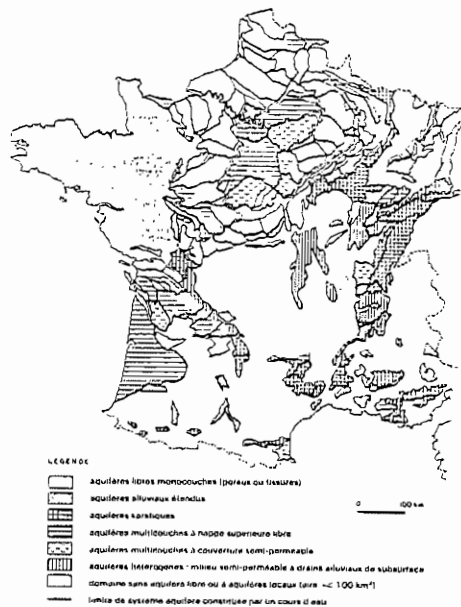 LEGENDE
aquifères libres monocouches (poreux ou fissures)
aquifères alluviaux étendus
aquifères karstiques
0 100 km
aquifères multicouches à nappe supérieure libre
aquifères multicouches à couverture semi-perméable
aquifères hétérogènes - milieu semi-perméable à drains alluviaux de subsurface
domaine sans aquifère libre ou à aquifères locaux (aire < 100 km²)
limite de système aquifère constituée par un cours d'eau